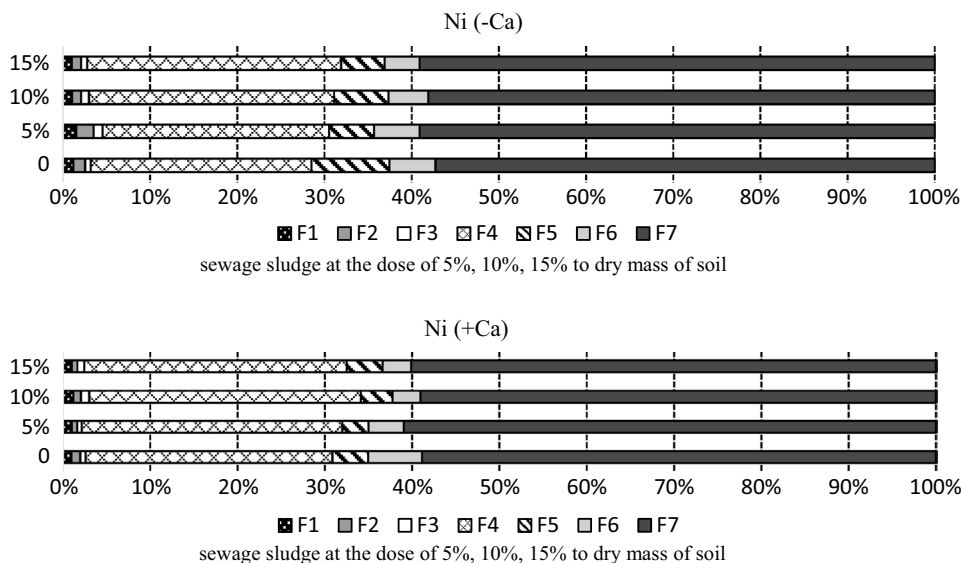 Ni (-Ca)
15%
10%
5%
0
0% 10% 20% 30% 40% 50% 60% 70% 80% 90% 100%
F1 F2 F3 F4 F5 F6 F7
sewage sludge at the dose of 5%, 10%, 15% to dry mass of soil
Ni (+Ca)
15%
10%
5%
0
0% 10% 20% 30% 40% 50% 60% 70% 80% 90% 100%
F1 F2 F3 F4 F5 F6 F7
sewage sludge at the dose of 5%, 10%, 15% to dry mass of soil